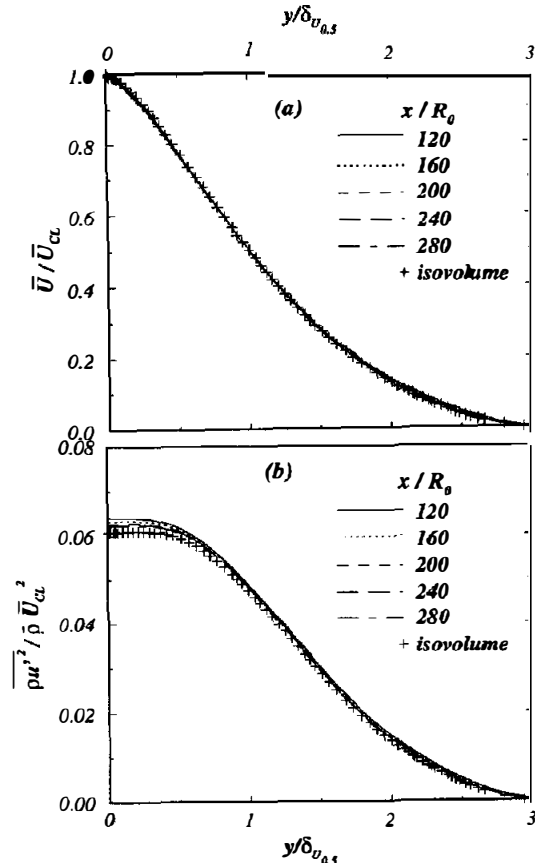 y/δ_{U_{0.5}}
0 1 2 3
(a)
x / R_0
120
160
200
240
280
+ isovolume
1.0
0.8
0.6
0.4
0.2
0.0
U̅ / U̅_{CL}
(b)
x / R_0
120
160
200
240
280
+ isovolume
0.08
0.06
0.04
0.02
0.00
\overline{ρu'^2} / ρ̅ U̅_{CL}^2
0 1 2 3
y/δ_{U_{0.5}}